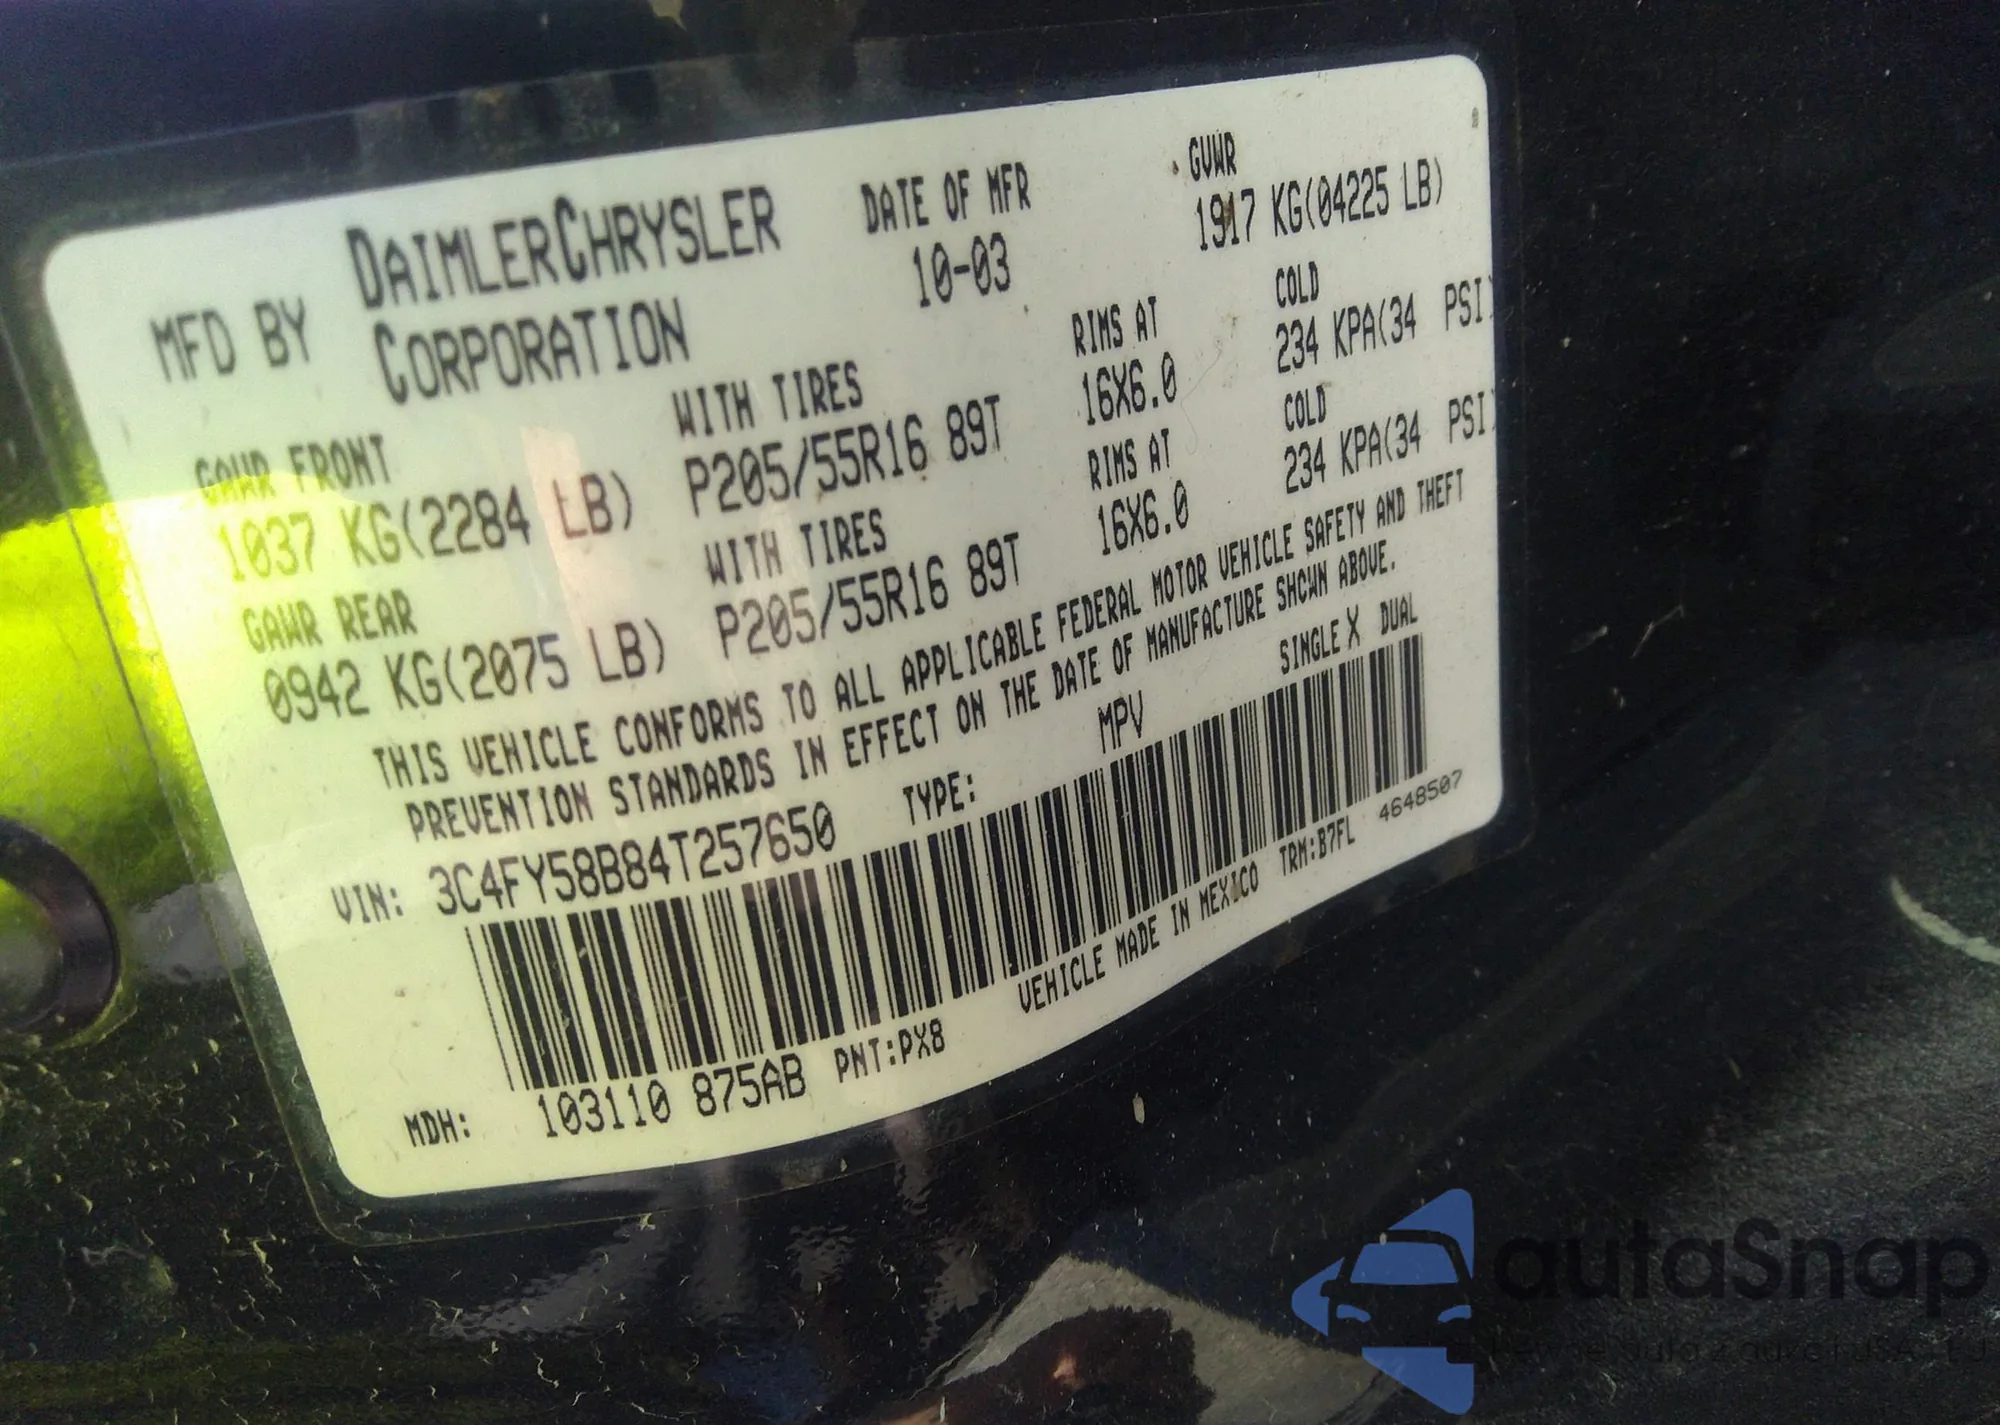 MFD BY DAIMLERCHRYSLER CORPORATION
DATE OF MFR
10-03
GVWR
1917 KG(04225 LB)
GAWR FRONT
1037 KG(2284 LB)
WITH TIRES
P205/55R16 89T
RIMS AT
16X6.0
COLD
234 KPA(34 PSI)
GAWR REAR
0942 KG(2075 LB)
WITH TIRES
P205/55R16 89T
RIMS AT
16X6.0
COLD
234 KPA(34 PSI)
THIS VEHICLE CONFORMS TO ALL APPLICABLE FEDERAL MOTOR VEHICLE SAFETY AND THEFT
PREVENTION STANDARDS IN EFFECT ON THE DATE OF MANUFACTURE SHOWN ABOVE.
VIN: 3C4FY58B84T257650 TYPE: MPV SINGLE X DUAL
MDH: 103110 875AB PNT:PX8 VEHICLE MADE IN MEXICO TRM:B7FL 4648507
autaSnap